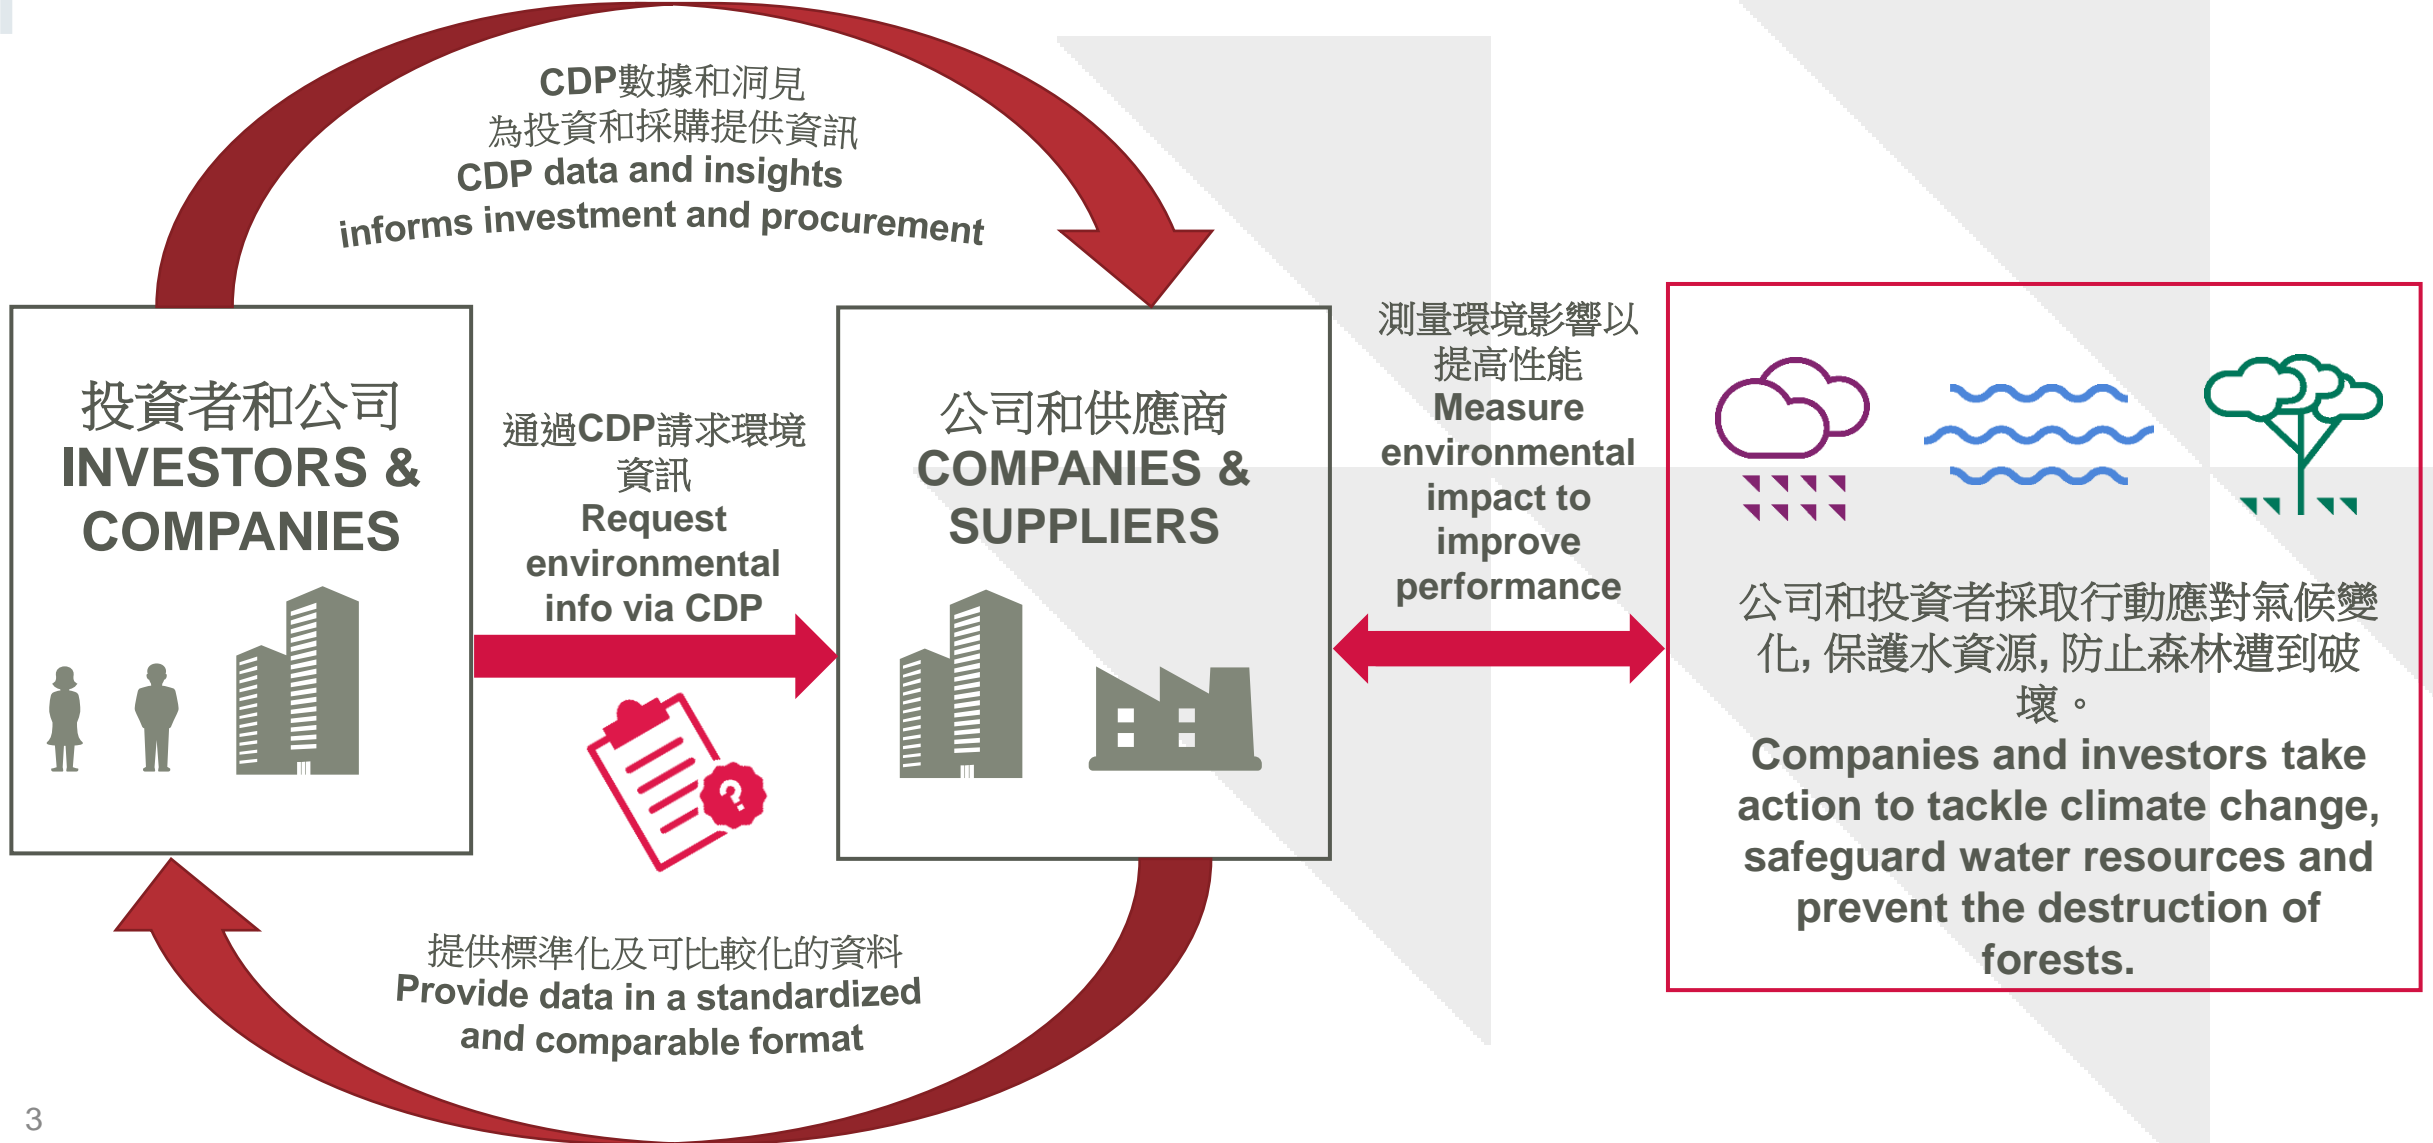 CDP數據和洞見
為投資和採購提供資訊
CDP data and insights
informs investment and procurement
投資者和公司
INVESTORS &
COMPANIES
通過CDP請求環境
資訊
Request
environmental
info via CDP
公司和供應商
COMPANIES &
SUPPLIERS
測量環境影響以
提高性能
Measure
environmental
impact to
improve
performance
公司和投資者採取行動應對氣候變
化, 保護水資源, 防止森林遭到破
壞。
Companies and investors take
action to tackle climate change,
safeguard water resources and
prevent the destruction of
forests.
?
提供標準化及可比較化的資料
Provide data in a standardized
and comparable format
3